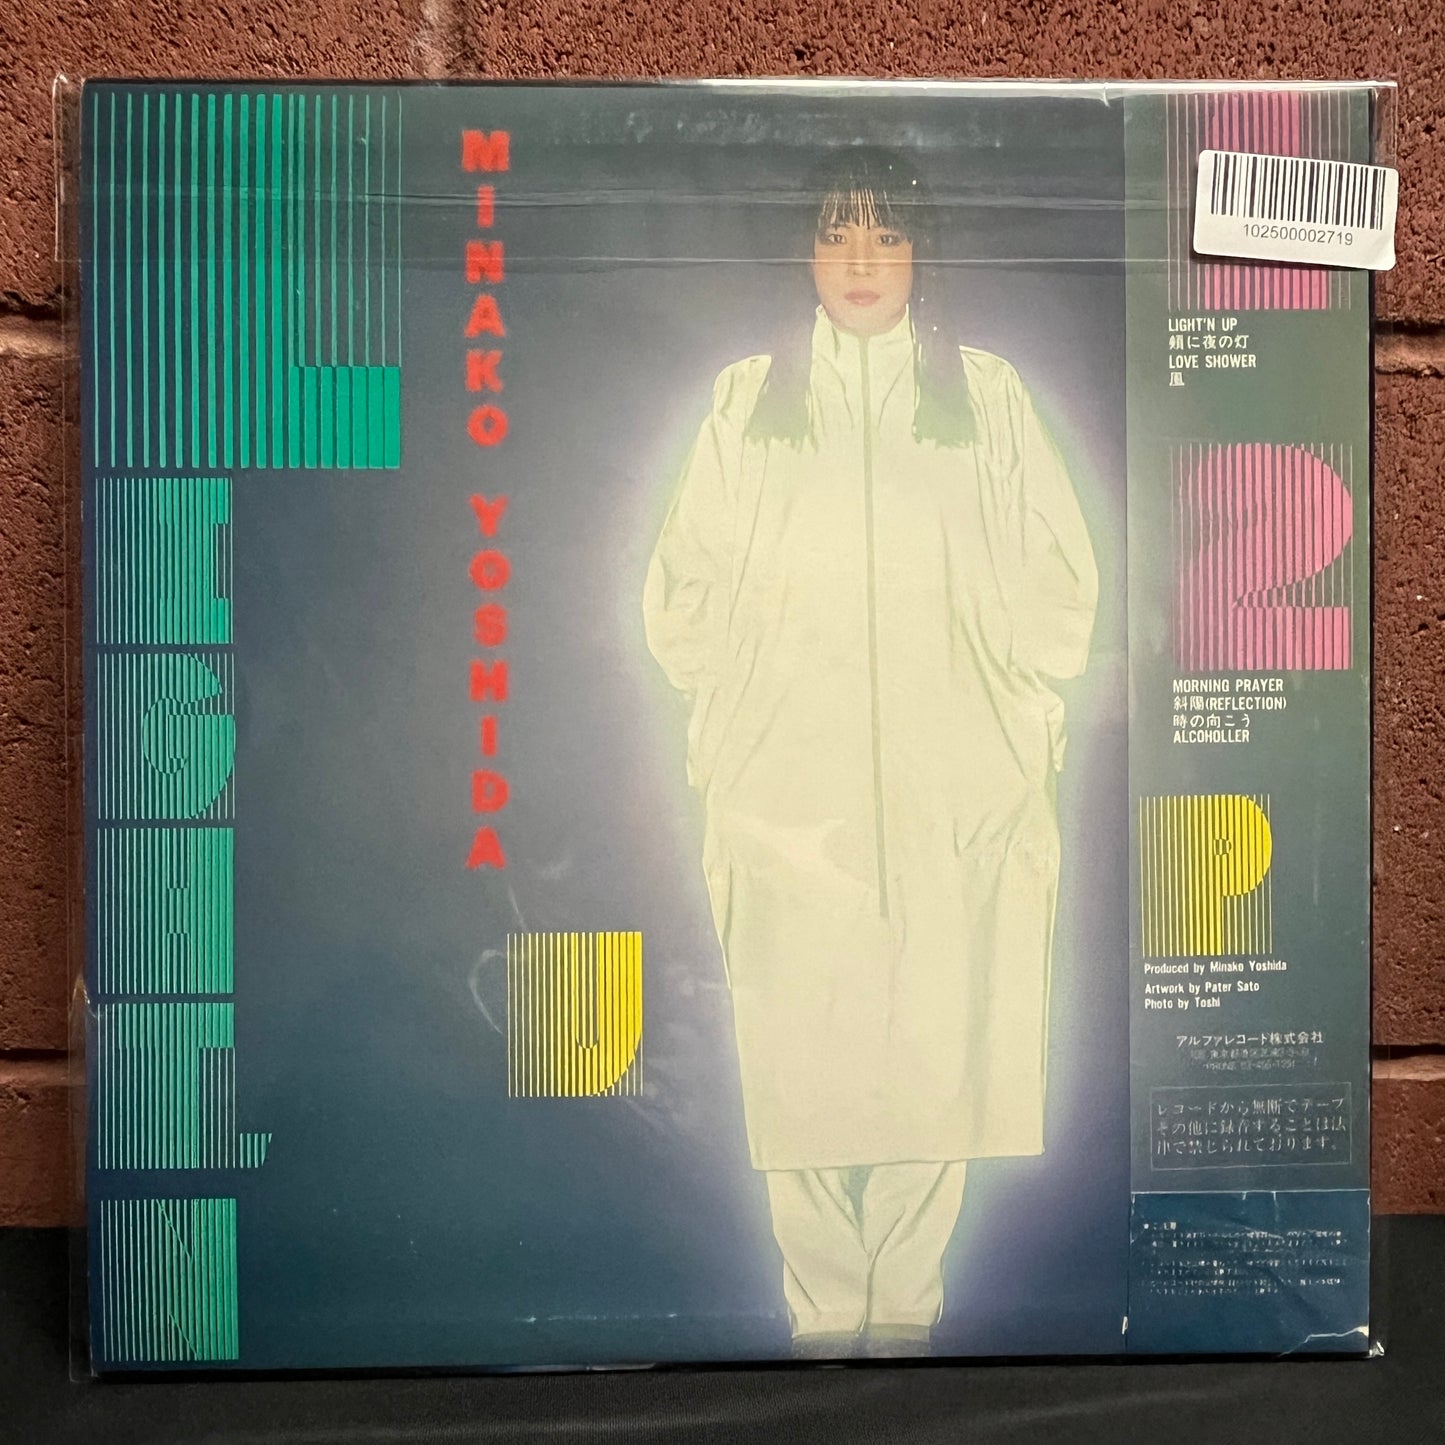 LIGHT'N
MINAKO YOSHIDA
UP
102500002719
1
LIGHT'N UP
頬に夜の灯
LOVE SHOWER
風
2
MORNING PRAYER
斜陽(REFLECTION)
時の向こう
ALCOHOLLER
Produced by Minako Yoshida
Artwork by Pater Sato
Photo by Toshi
アルファレコード株式会社
レコードから無断でテープ
その他に録音することは法
律で禁じられております。